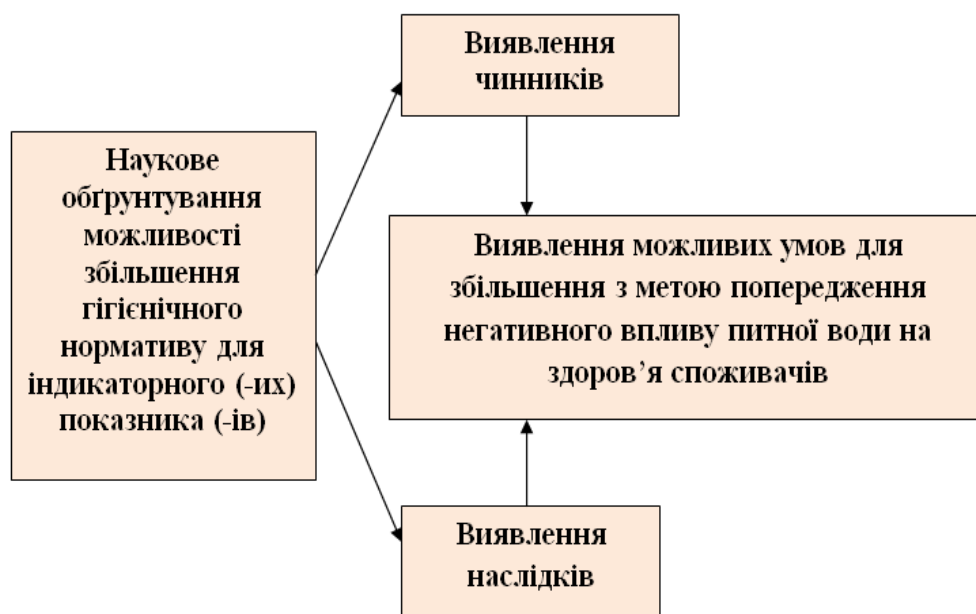 Виявлення
чинників
Наукове
обґрунтування
можливості
збільшення
гігієнічного
нормативу для
індикаторного (-их)
показника (-ів)
Виявлення можливих умов для
збільшення з метою попередження
негативного впливу питної води на
здоров’я споживачів
Виявлення
наслідків